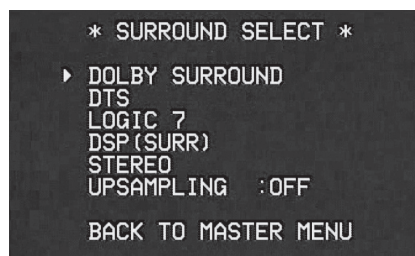 * SURROUND SELECT *
DOLBY SURROUND
DTS
LOGIC 7
DSP(SURR)
STEREO
UPSAMPLING :OFF
BACK TO MASTER MENU